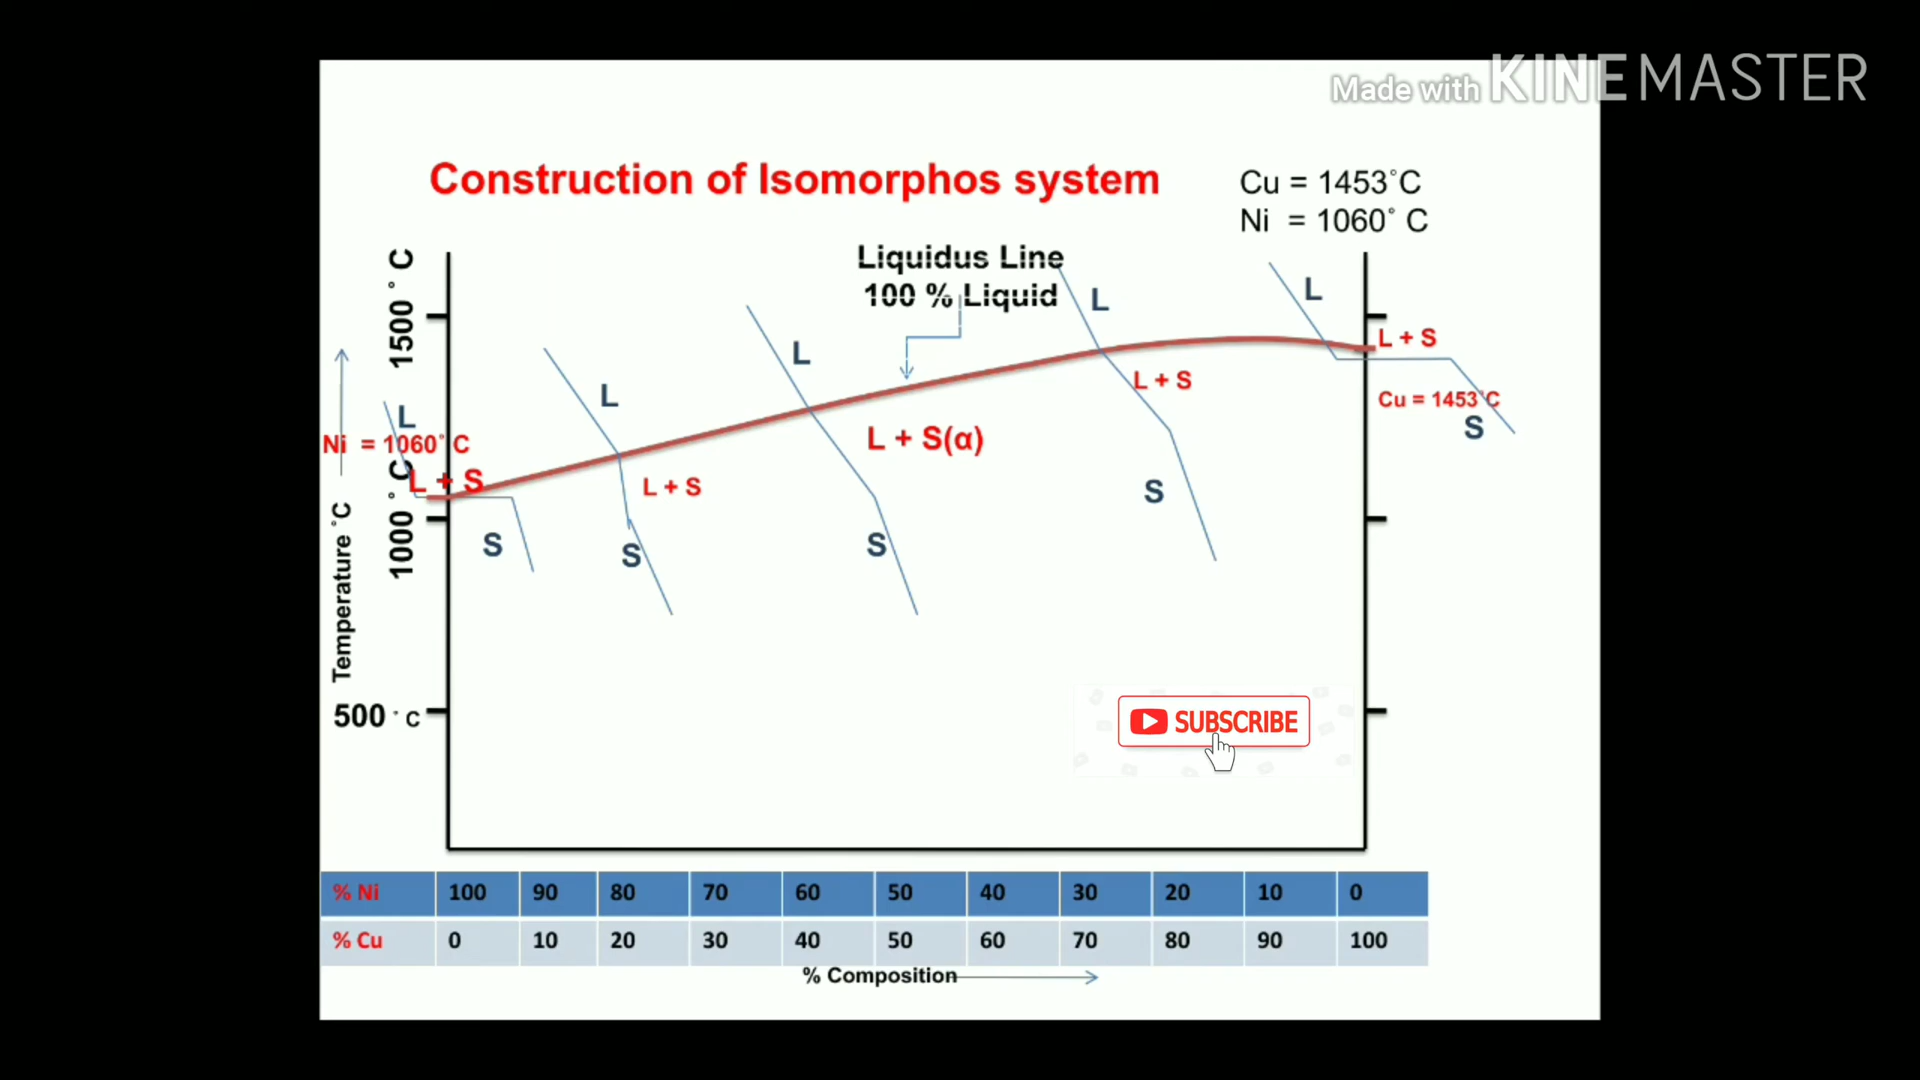 Made with KINEMASTER
Construction of Isomorphos system
Cu = 1453°C
Ni = 1060° C
Liquidus Line
100 % Liquid
1500 ° C
L
L
L
L
L + S
L + S
Cu = 1453°C
S
L
L
Ni = 1060° C
L + S(α)
L + S
L + S
1000 ° C
S
S
S
S
Temperature °C
500 ° C
SUBSCRIBE
% Ni 100 90 80 70 60 50 40 30 20 10 0
% Cu 0 10 20 30 40 50 60 70 80 90 100
% Composition